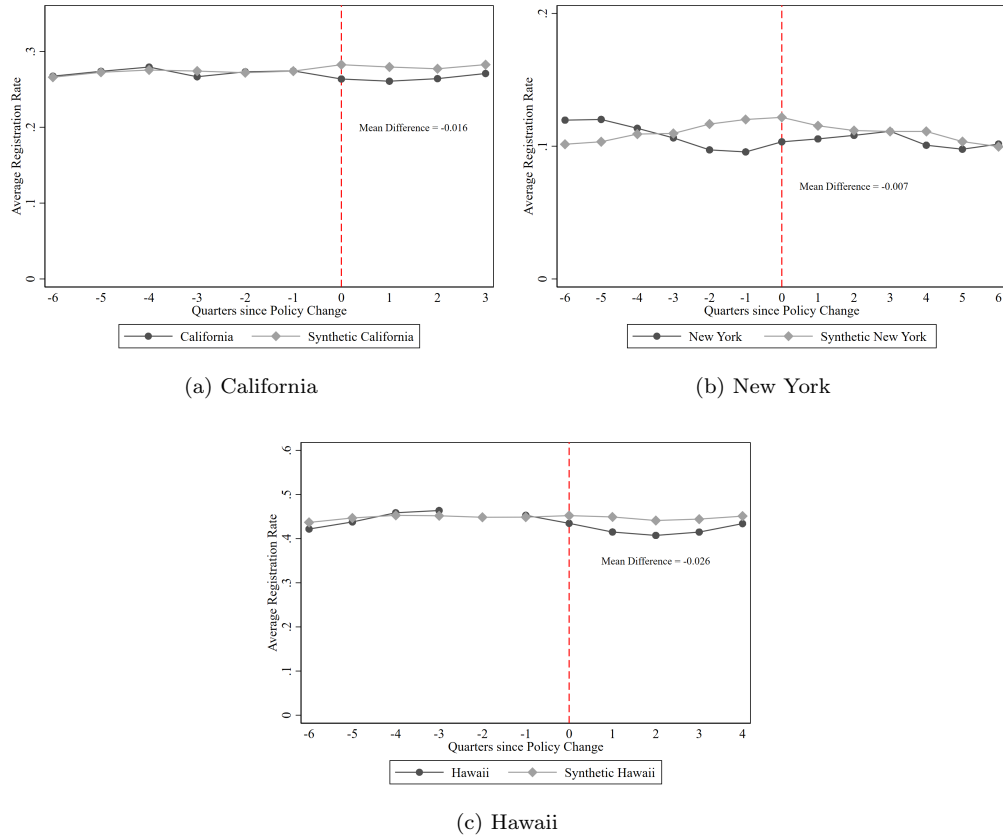 Average Registration Rate
.3
.2
.1
0
Mean Difference = -0.016
-6 -5 -4 -3 -2 -1 0 1 2 3
Quarters since Policy Change
California Synthetic California
(a) California
Average Registration Rate
.2
.1
0
Mean Difference = -0.007
-6 -5 -4 -3 -2 -1 0 1 2 3 4 5 6
Quarters since Policy Change
New York Synthetic New York
(b) New York
Average Registration Rate
.6
.5
.4
.3
.2
.1
0
Mean Difference = -0.026
-6 -5 -4 -3 -2 -1 0 1 2 3 4
Quarters since Policy Change
Hawaii Synthetic Hawaii
(c) Hawaii